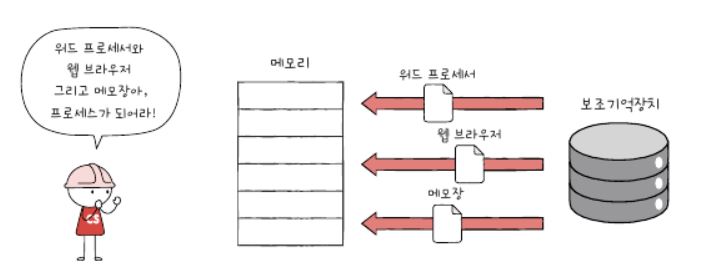 워드 프로세서와
웹 브라우저
그리고 메모장아,
프로세스가 되어라!
메모리
워드 프로세서
웹 브라우저
메모장
보조기억장치
CS